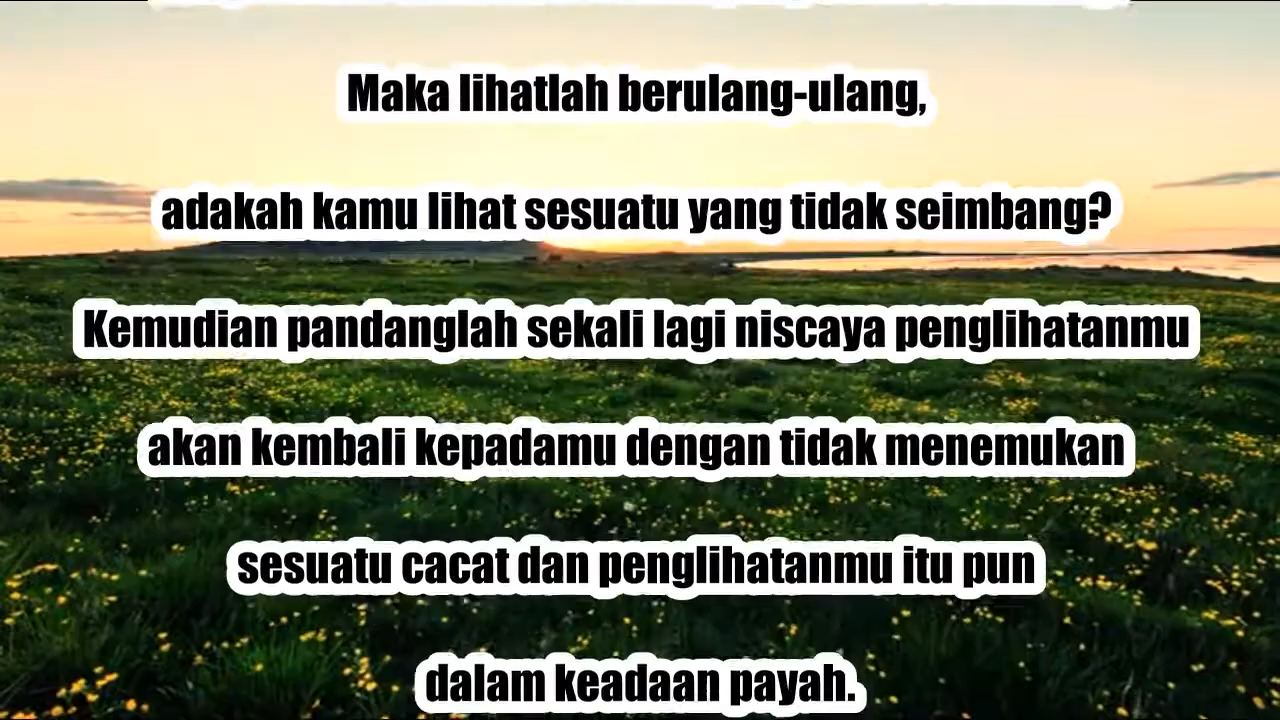 Maka lihatlah berulang-ulang,
adakah kamu lihat sesuatu yang tidak seimbang?
Kemudian pandanglah sekali lagi niscaya penglihatanmu
akan kembali kepadamu dengan tidak menemukan
sesuatu cacat dan penglihatanmu itu pun
dalam keadaan payah.